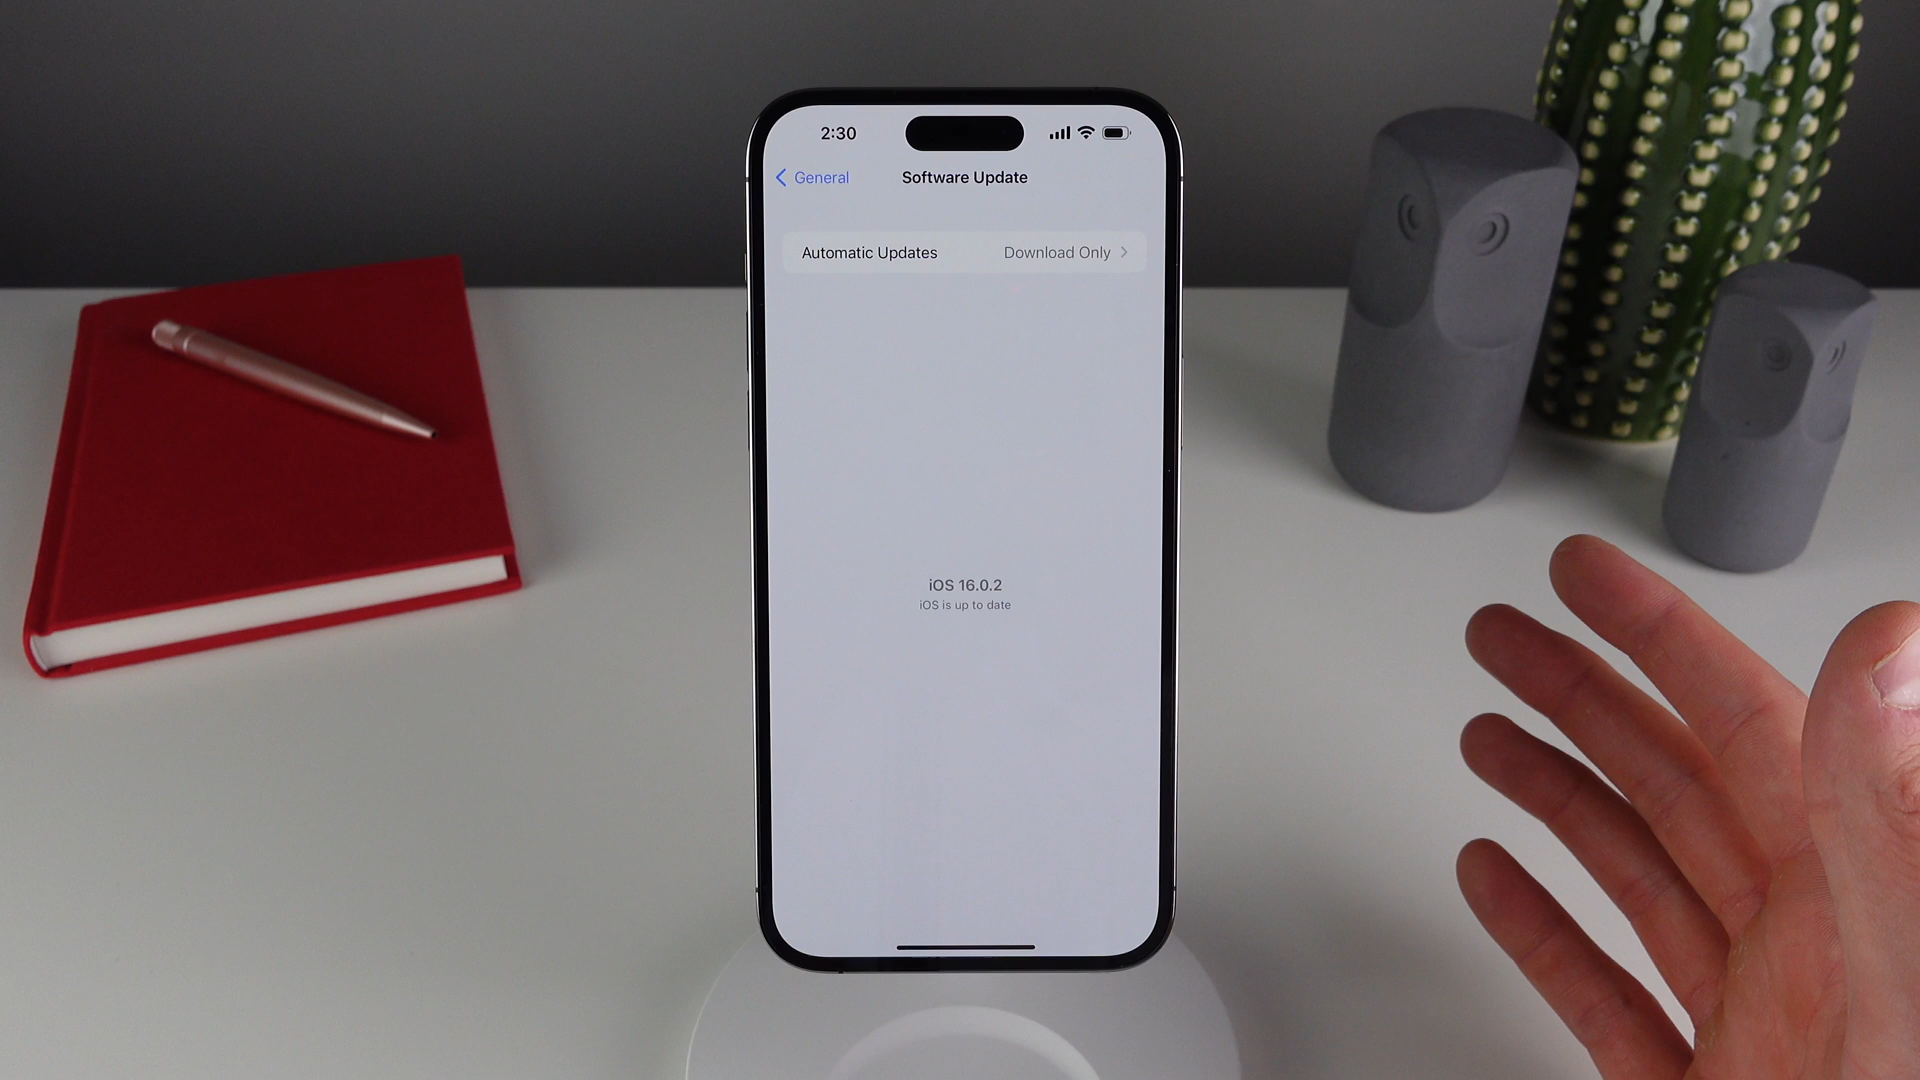 2:30
General
Software Update
Automatic Updates Download Only
iOS 16.0.2
iOS is up to date